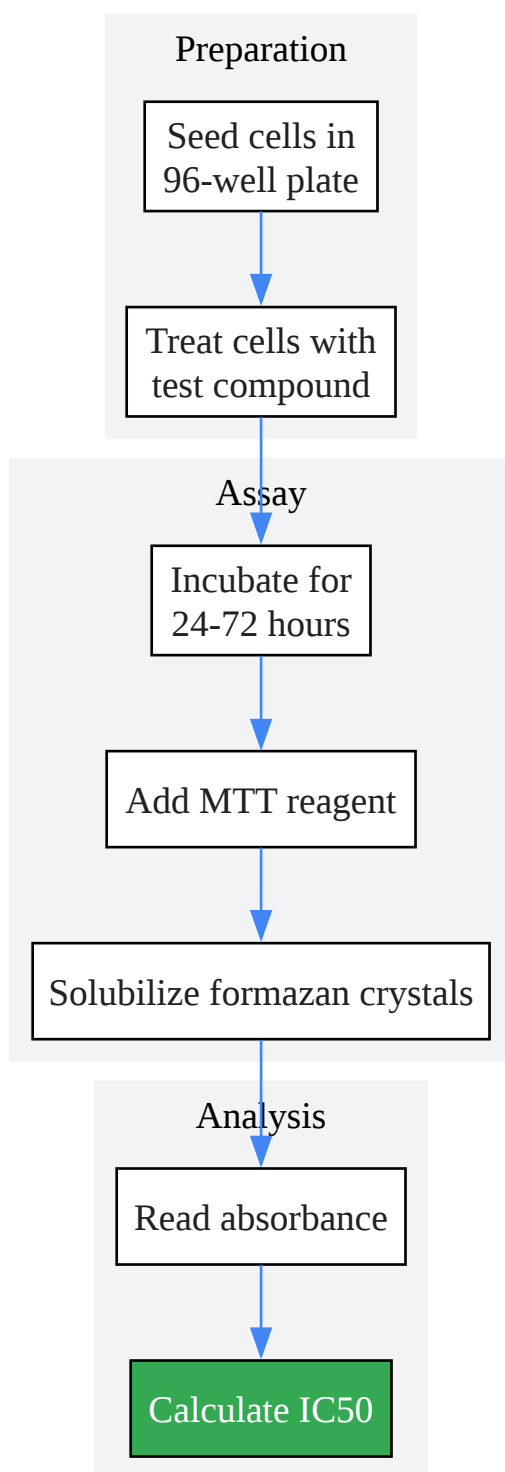 Preparation
Seed cells in
96-well plate
Treat cells with
test compound
Assay
Incubate for
24-72 hours
Add MTT reagent
Solubilize formazan crystals
Analysis
Read absorbance
Calculate IC50